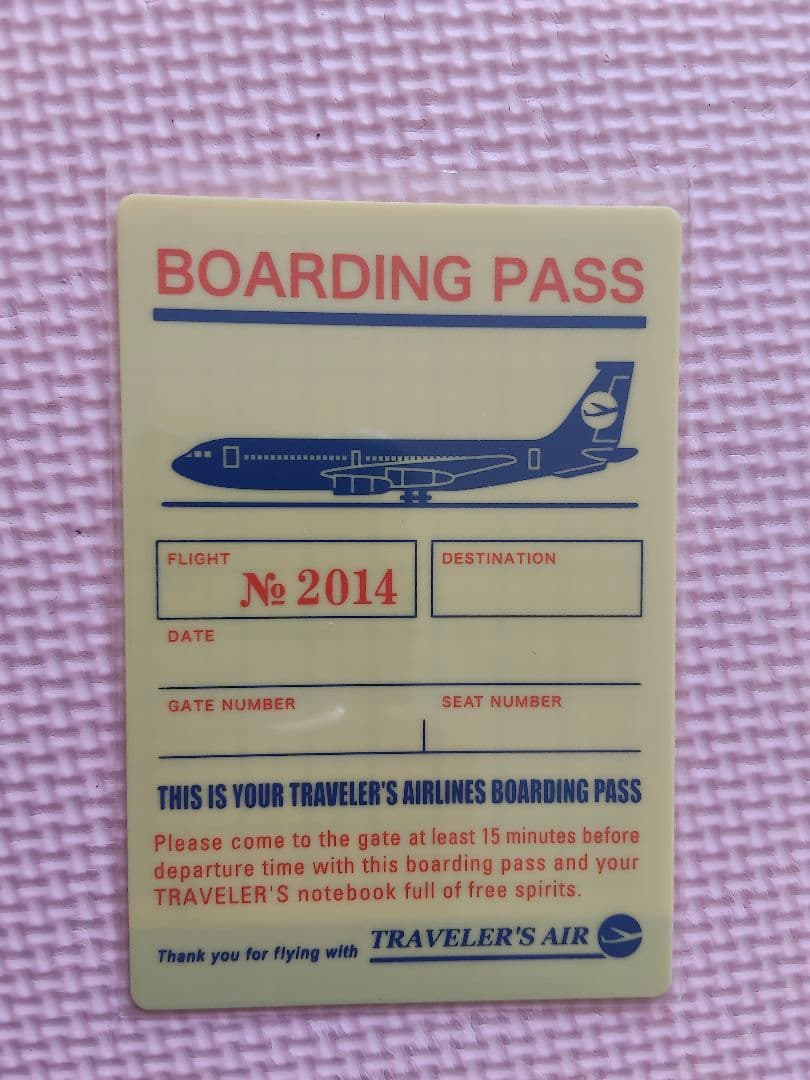 BOARDING PASS
FLIGHT
№ 2014
DESTINATION
DATE
GATE NUMBER
SEAT NUMBER
THIS IS YOUR TRAVELER'S AIRLINES BOARDING PASS
Please come to the gate at least 15 minutes before
departure time with this boarding pass and your
TRAVELER'S notebook full of free spirits.
Thank you for flying with TRAVELER'S AIR